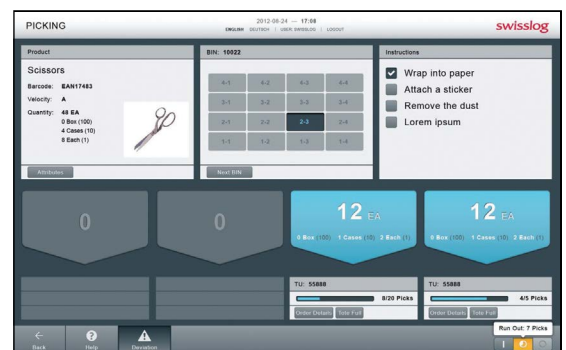 PICKING
2012-06-24 — 17:08
ENGLISH DEUTSCH | USER: SWISSLOG | LOGOUT
swisslog
Product
Scissors
Barcode: EAN17483
Velocity: A
Quantity: 48 EA
0 Box (100)
4 Cases (10)
8 Each (1)
Attributes
BIN: 10022
4-1 4-2 4-3 4-4
3-1 3-2 3-3 3-4
2-1 2-2 2-3 2-4
1-1 1-2 1-3 1-4
Next BIN
Instructions
Wrap into paper
Attach a sticker
Remove the dust
Lorem ipsum
0
0
12 EA
0 Box (100) 1 Cases (10) 2 Each (1)
12 EA
0 Box (100) 1 Cases (10) 2 Each (1)
TU: 55888
8/20 Picks
Order Details Tote Full
TU: 55888
4/5 Picks
Order Details Tote Full
Run Out: 7 Picks
Back
Help
Deviation